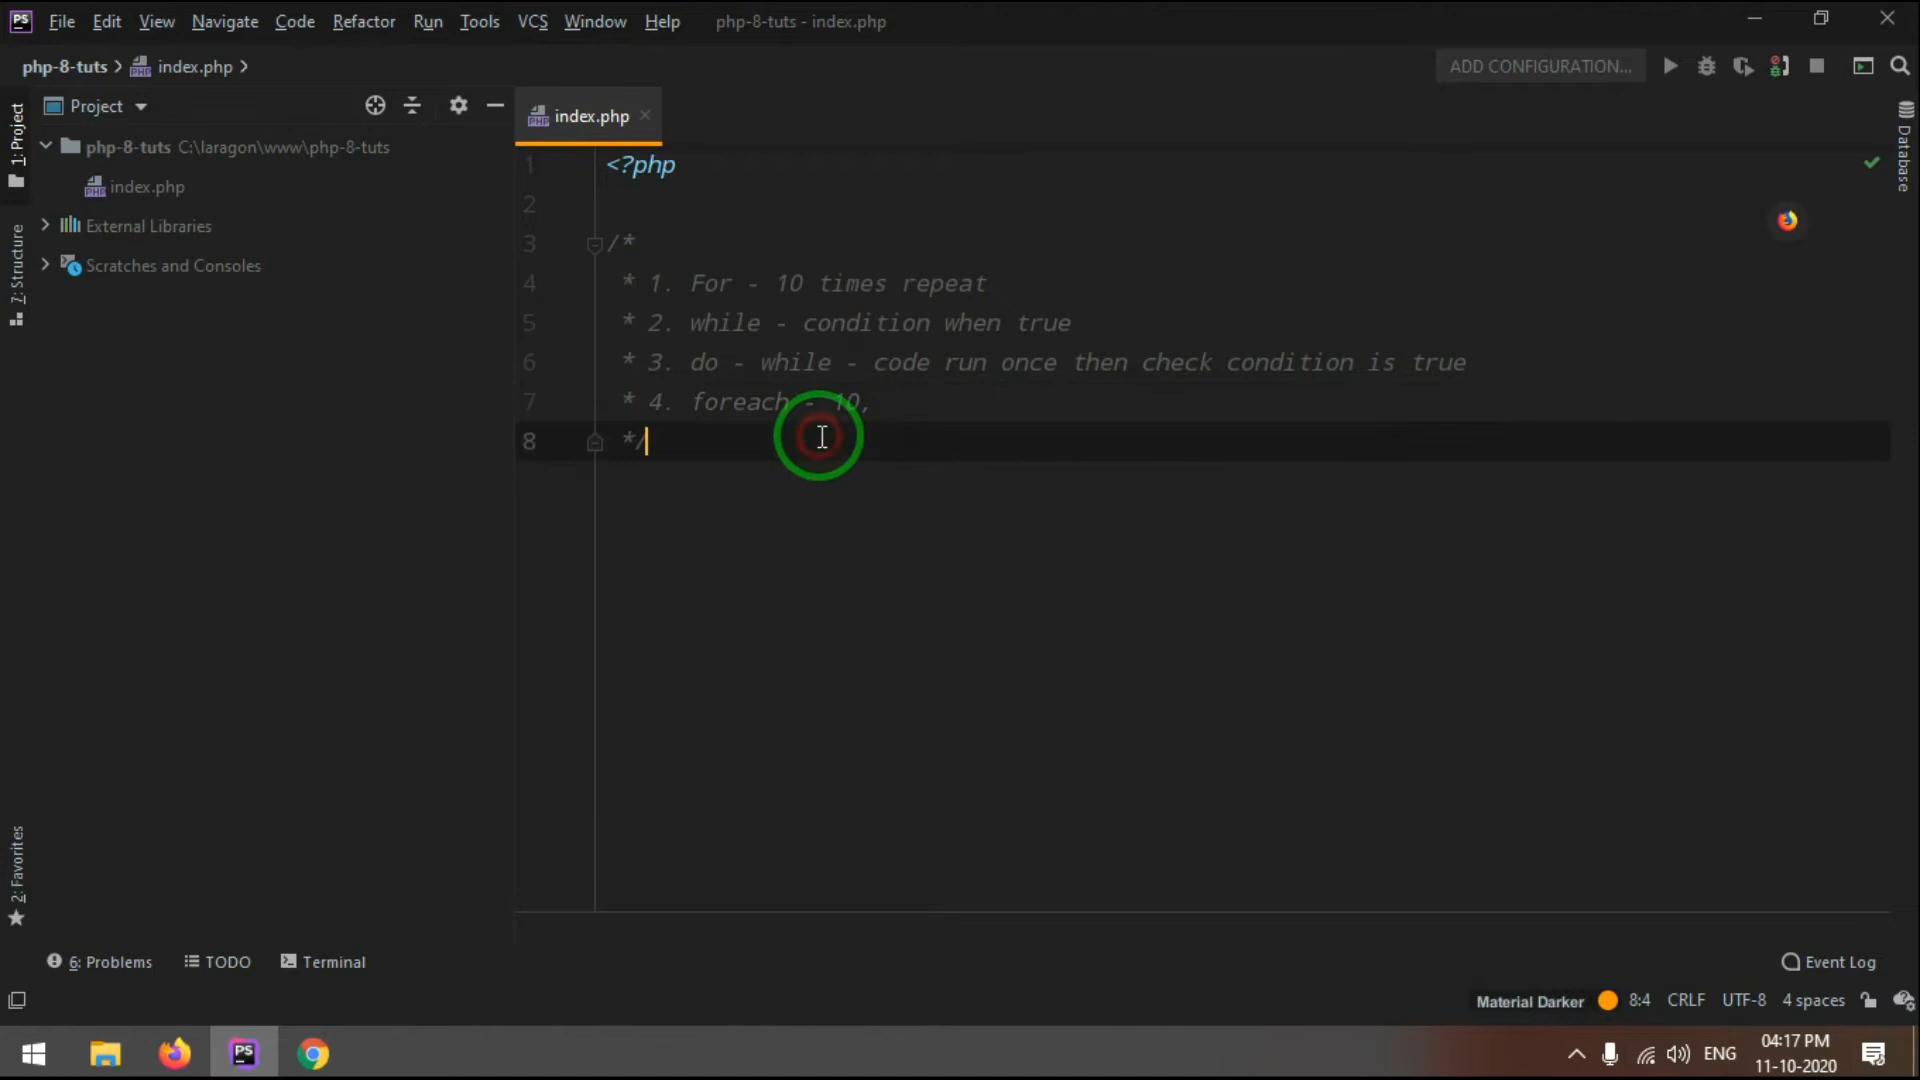 PS File Edit View Navigate Code Refactor Run Tools VCS Window Help php-8-tuts - index.php
php-8-tuts index.php ADD CONFIGURATION...
Project
index.php
1: Project
7: Structure
2: Favorites
Database
php-8-tuts C:\laragon\www\php-8-tuts
index.php
External Libraries
Scratches and Consoles
1 <?php
2
3 /*
4 * 1. For - 10 times repeat
5 * 2. while - condition when true
6 * 3. do - while - code run once then check condition is true
7 * 4. foreach - 10,
8 */
6: Problems TODO Terminal Event Log
Material Darker 8:4 CRLF UTF-8 4 spaces
PS ENG 04:17 PM
11-10-2020